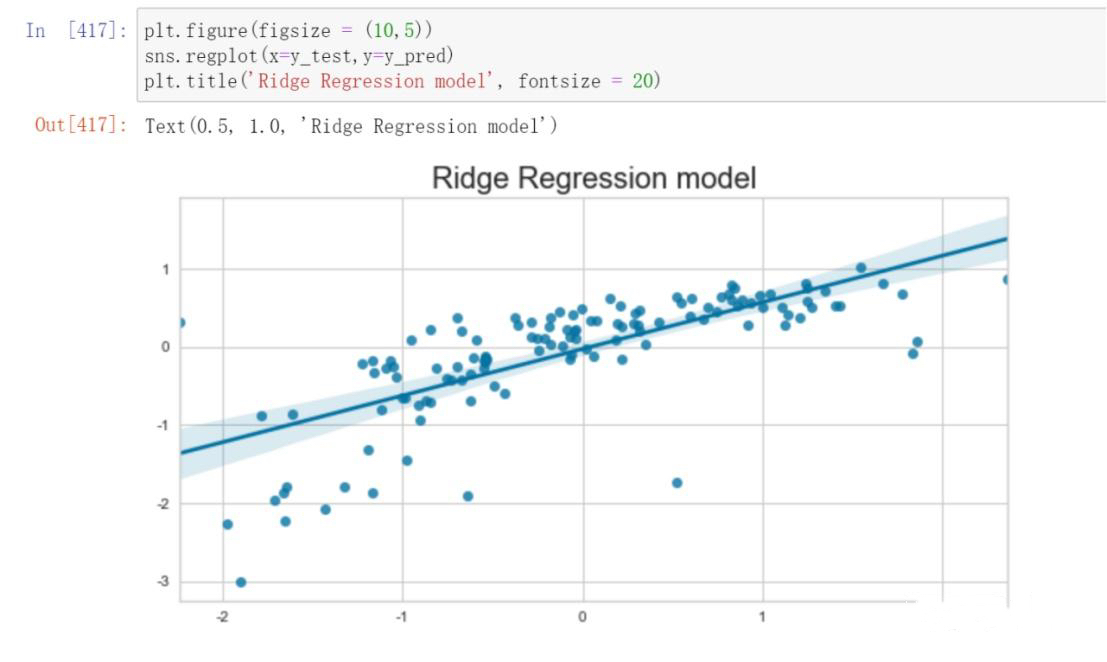 In [417]: plt.figure(figsize = (10,5))
sns.regplot(x=y_test,y=y_pred)
plt.title('Ridge Regression model', fontsize = 20)
Out[417]: Text(0.5, 1.0, 'Ridge Regression model')
Ridge Regression model
1
0
-1
-2
-3
-2 -1 0 1